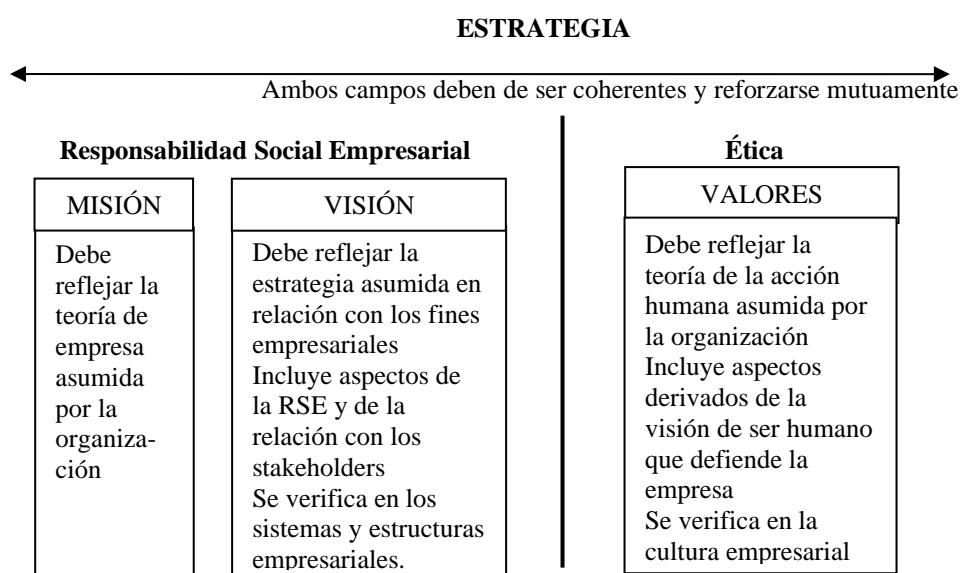 ESTRATEGIA
Ambos campos deben de ser coherentes y reforzarse mutuamente
Responsabilidad Social Empresarial
MISIÓN
Debe
reflejar la
teoría de
empresa
asumida
por la
organiza-
ción
VISIÓN
Debe reflejar la
estrategia asumida en
relación con los fines
empresariales
Incluye aspectos de
la RSE y de la
relación con los
stakeholders
Se verifica en los
sistemas y estructuras
empresariales.
Ética
VALORES
Debe reflejar la
teoría de la acción
humana asumida por
la organización
Incluye aspectos
derivados de la
visión de ser humano
que defiende la
empresa
Se verifica en la
cultura empresarial